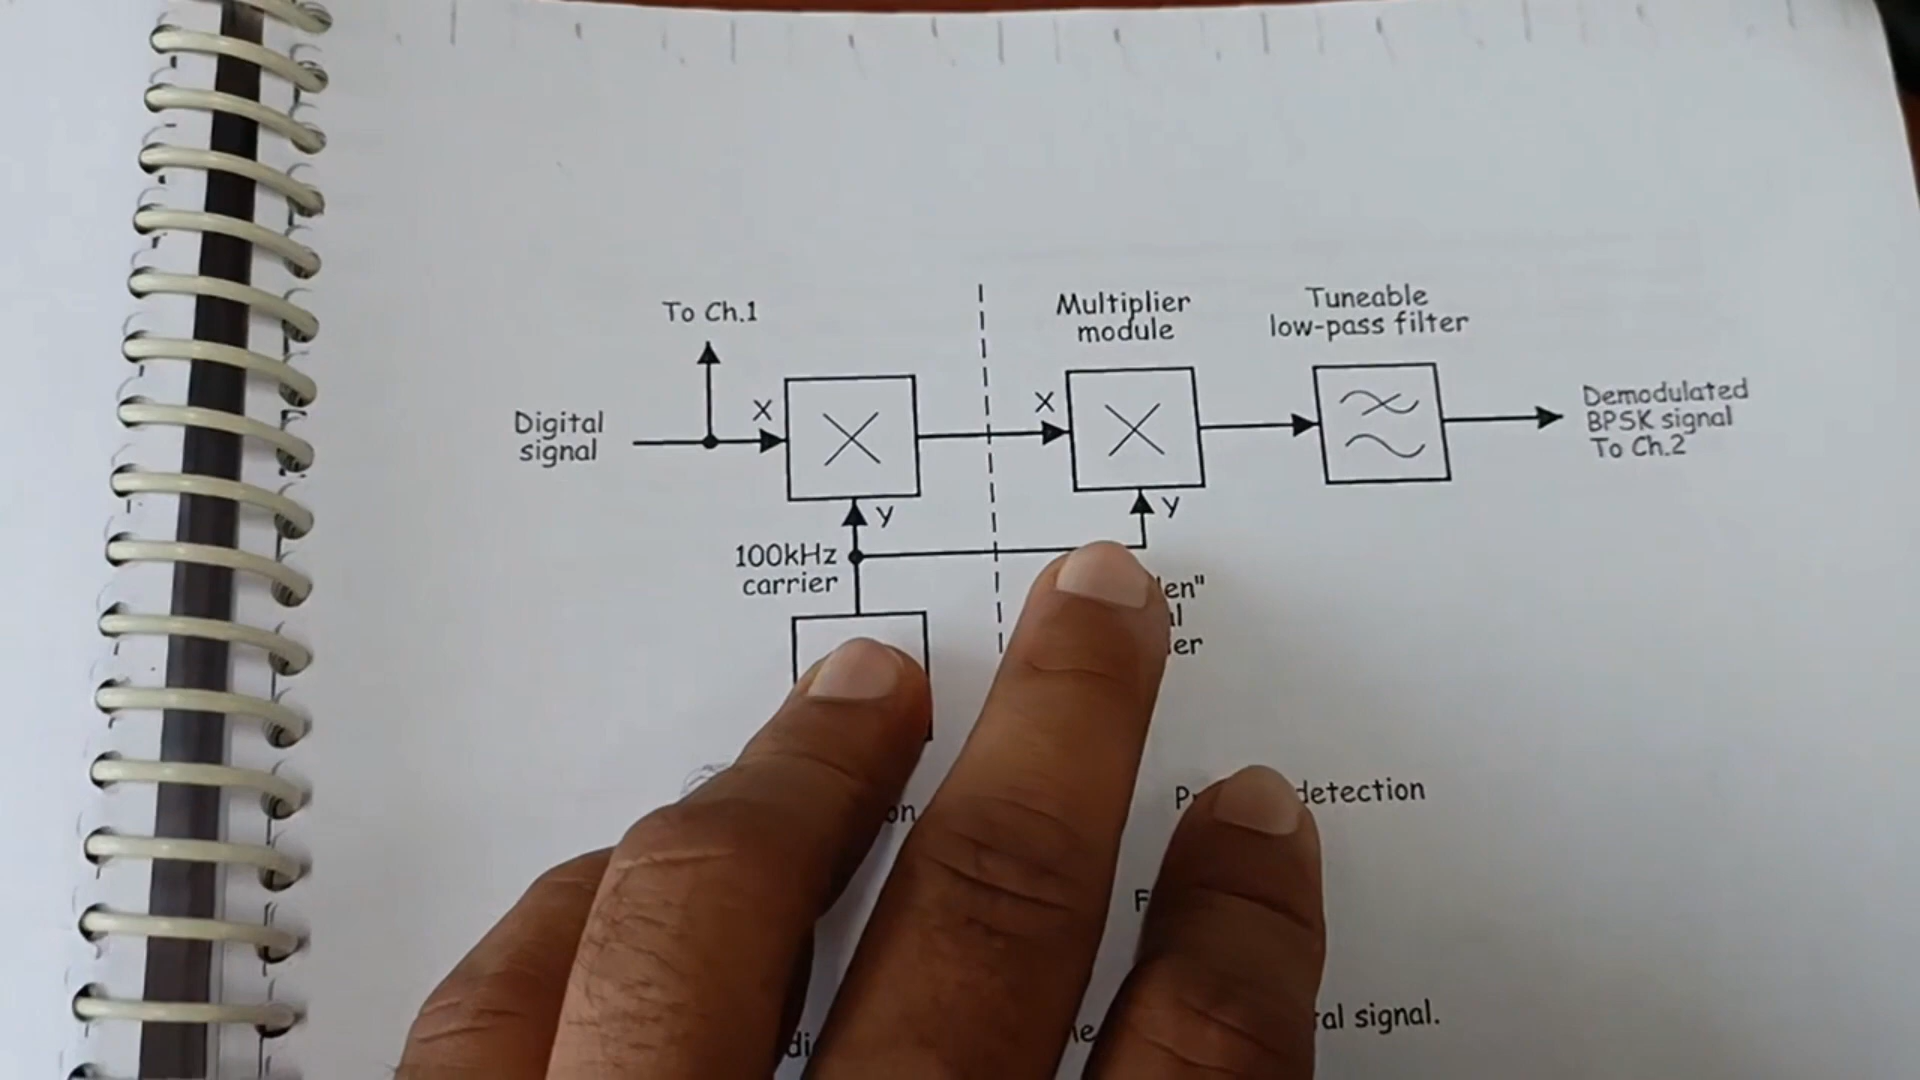 To Ch.1
Multiplier
module
Tuneable
low-pass filter
Digital
signal
X
X
Demodulated
BPSK signal
To Ch.2
Y
Y
100kHz
carrier
detection
signal.